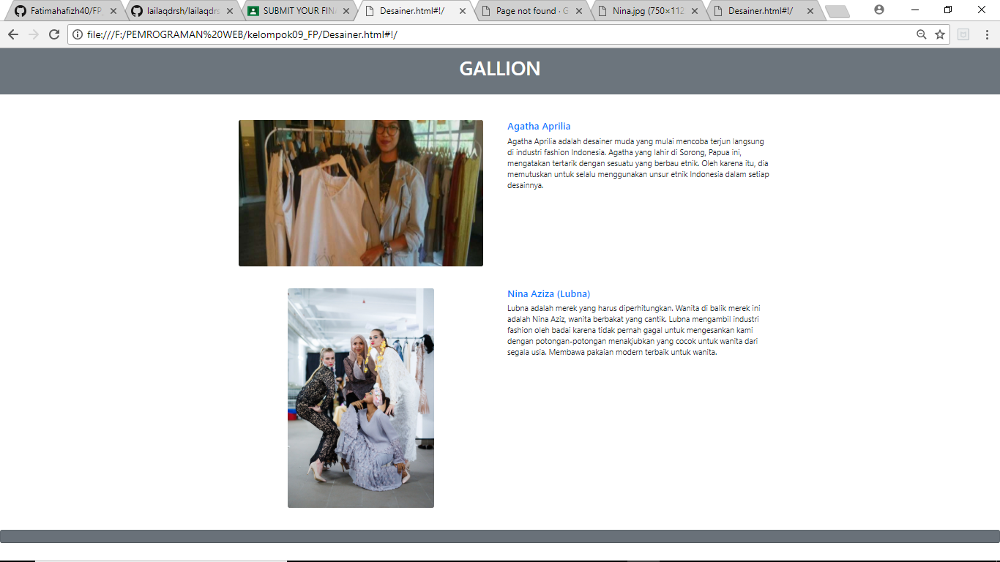 Fatimahafizh40/FP
lailaqdrsh/lailaqdrs
SUBMIT YOUR FIN
Desainer.html#!/
Page not found · G
Nina.jpg (750×112
Desainer.html#!/
file:///F:/PEMROGRAMAN%20WEB/kelompok09_FP/Desainer.html#!/
GALLION
Agatha Aprilia
Agatha Aprilia adalah desainer muda yang mulai mencoba terjun langsung
di industri fashion Indonesia. Agatha yang lahir di Sorong, Papua ini,
mengatakan tertarik dengan sesuatu yang berbau etnik. Oleh karena itu, dia
memutuskan untuk selalu menggunakan unsur etnik Indonesia dalam setiap
desainnya.
Nina Aziza (Lubna)
Lubna adalah merek yang harus diperhitungkan. Wanita di balik merek ini
adalah Nina Aziz, wanita berbakat yang cantik. Lubna mengambil industri
fashion oleh badai karena tidak pernah gagal untuk mengesankan kami
dengan potongan-potongan menakjubkan yang cocok untuk wanita dari
segala usia. Membawa pakaian modern terbaik untuk wanita.